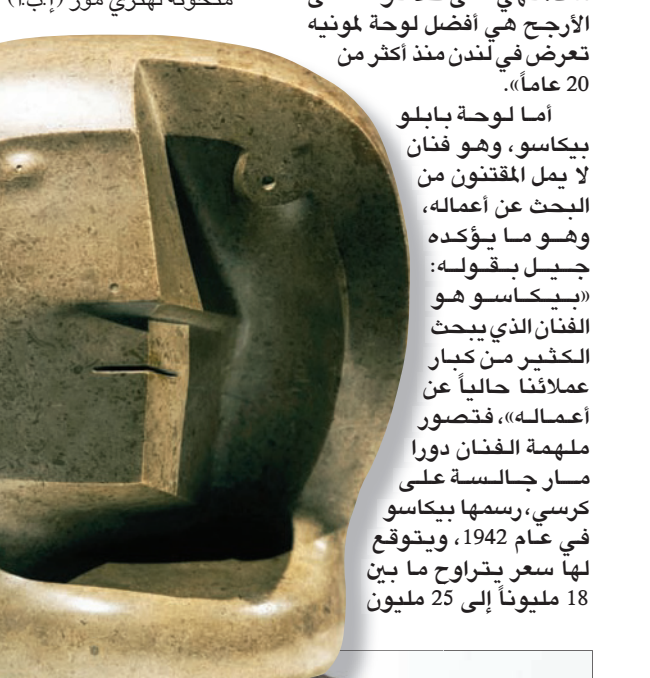 منحوتة لهنري مور (إ.ب.أ)
الأرجح هي أفضل لوحة لمونيه
تعرض في لندن منذ أكثر من
20 عاماً».
أما لوحة بابلو
بيكاسو، وهو فنان
لا يمل المقتنون من
البحث عن أعماله،
وهو ما يؤكده
جيل بقوله:
«بيكاسو هو
الفنان الذي يبحث
الكثير من كبار
عملائنا حالياً عن
أعماله»، فتصور
ملهمة الفنان دورا
مار جالسة على
كرسي، رسمها بيكاسو
في عام 1942، ويتوقع
لها سعر يتراوح ما بين
18 مليوناً إلى 25 مليون